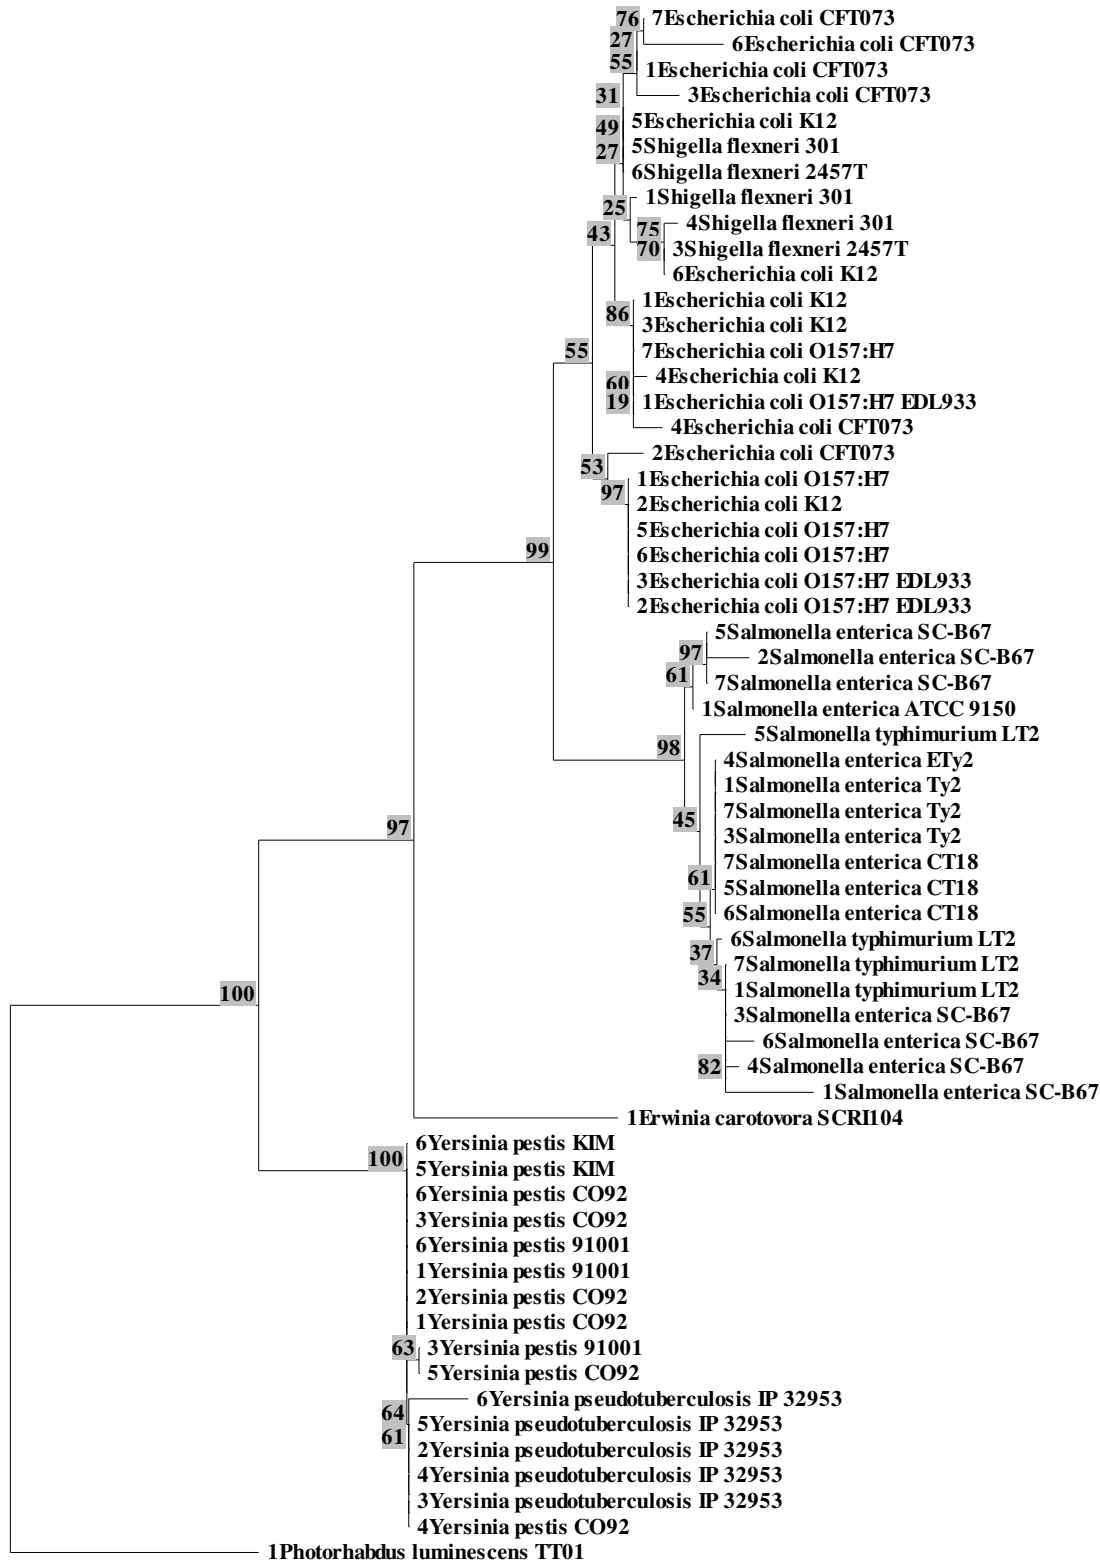 76
7Escherichia coli CFT073
27
6Escherichia coli CFT073
55
1Escherichia coli CFT073
31
3Escherichia coli CFT073
49
5Escherichia coli K12
27
5Shigella flexneri 301
6Shigella flexneri 2457T
1Shigella flexneri 301
25
4Shigella flexneri 301
43
75
3Shigella flexneri 2457T
70
6Escherichia coli K12
1Escherichia coli K12
86
3Escherichia coli K12
55
7Escherichia coli O157:H7
4Escherichia coli K12
60
1Escherichia coli O157:H7 EDL933
19
4Escherichia coli CFT073
2Escherichia coli CFT073
53
1Escherichia coli O157:H7
97
2Escherichia coli K12
5Escherichia coli O157:H7
99
6Escherichia coli O157:H7
3Escherichia coli O157:H7 EDL933
2Escherichia coli O157:H7 EDL933
5Salmonella enterica SC-B67
97
2Salmonella enterica SC-B67
61
7Salmonella enterica SC-B67
1Salmonella enterica ATCC 9150
98
5Salmonella typhimurium LT2
4Salmonella enterica ETy2
1Salmonella enterica Ty2
7Salmonella enterica Ty2
45
3Salmonella enterica Ty2
97
7Salmonella enterica CT18
61
5Salmonella enterica CT18
55
6Salmonella enterica CT18
6Salmonella typhimurium LT2
37
7Salmonella typhimurium LT2
34
1Salmonella typhimurium LT2
100
3Salmonella enterica SC-B67
6Salmonella enterica SC-B67
82
4Salmonella enterica SC-B67
1Salmonella enterica SC-B67
1Erwinia carotovora SCRI104
6Yersinia pestis KIM
100
5Yersinia pestis KIM
6Yersinia pestis CO92
3Yersinia pestis CO92
6Yersinia pestis 91001
1Yersinia pestis 91001
2Yersinia pestis CO92
1Yersinia pestis CO92
63
3Yersinia pestis 91001
5Yersinia pestis CO92
6Yersinia pseudotuberculosis IP 32953
64
5Yersinia pseudotuberculosis IP 32953
61
2Yersinia pseudotuberculosis IP 32953
4Yersinia pseudotuberculosis IP 32953
3Yersinia pseudotuberculosis IP 32953
4Yersinia pestis CO92
1Photorhabdus luminescens TT01